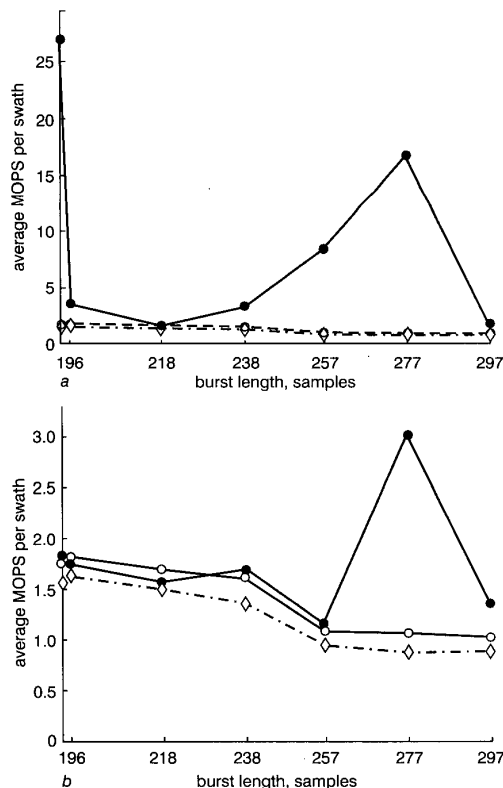 average MOPS per swath
25
20
15
10
5
0
196 218 238 257 277 297
a burst length, samples
average MOPS per swath
3.0
2.5
2.0
1.5
1.0
0.5
0.0
196 218 238 257 277 297
b burst length, samples